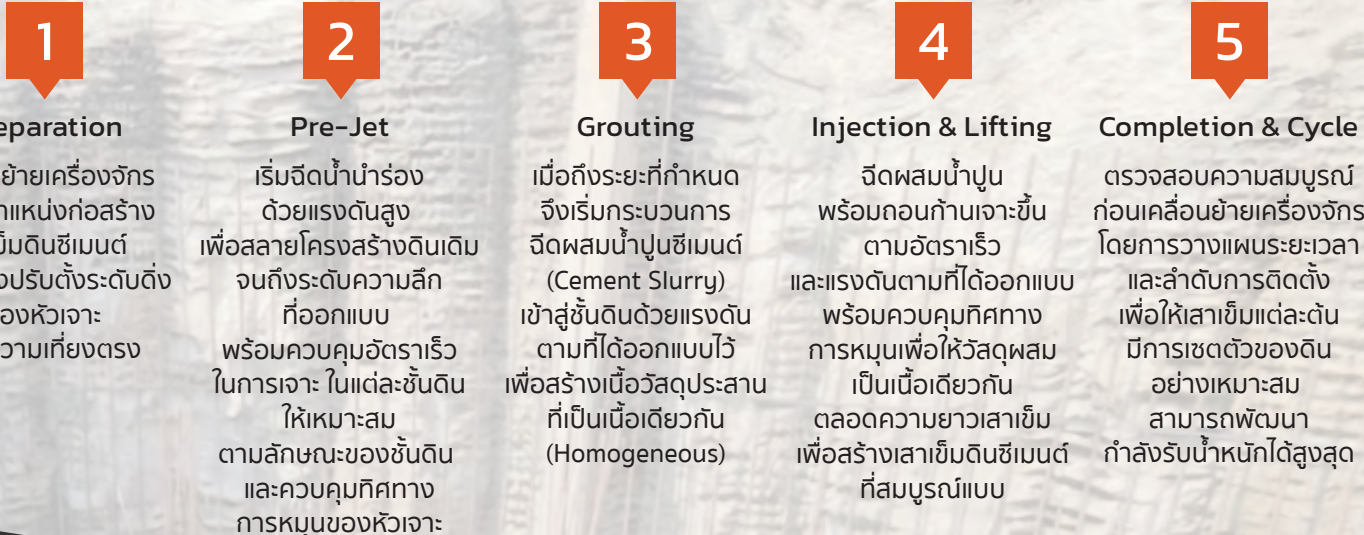 1
eparation
ย้ายเครื่องจักร
แหน่งก่อสร้าง
ข็มดินซีเมนต์
ปรับตั้งระดับดิ่ง
องหัวเจาะ
วามเที่ยงตรง
2
Pre-Jet
เริ่มฉีดน้ำนำร่อง
ด้วยแรงดันสูง
เพื่อสลายโครงสร้างดินเดิม
จนถึงระดับความลึก
ที่ออกแบบ
พร้อมควบคุมอัตราเร็ว
ในการเจาะ ในแต่ละชั้นดิน
ให้เหมาะสม
ตามลักษณะของชั้นดิน
และควบคุมทิศทาง
การหมุนของหัวเจาะ
3
Grouting
เมื่อถึงระยะที่กำหนด
จึงเริ่มกระบวนการ
ฉีดผสมน้ำปูนซีเมนต์
(Cement Slurry)
เข้าสู่ชั้นดินด้วยแรงดัน
ตามที่ได้ออกแบบไว้
เพื่อสร้างเนื้อวัสดุประสาน
ที่เป็นเนื้อเดียวกัน
(Homogeneous)
4
Injection & Lifting
ฉีดผสมน้ำปูน
พร้อมถอนก้านเจาะขึ้น
ตามอัตราเร็ว
และแรงดันตามที่ได้ออกแบบ
พร้อมควบคุมทิศทาง
การหมุนเพื่อให้วัสดุผสม
เป็นเนื้อเดียวกัน
ตลอดความยาวเสาเข็ม
เพื่อสร้างเสาเข็มดินซีเมนต์
ที่สมบูรณ์แบบ
5
Completion & Cycle
ตรวจสอบความสมบูรณ์
ก่อนเคลื่อนย้ายเครื่องจักร
โดยการวางแผนระยะเวลา
และลำดับการติดตั้ง
เพื่อให้เสาเข็มแต่ละต้น
มีการเซตตัวของดิน
อย่างเหมาะสม
สามารถพัฒนา
กำลังรับน้ำหนักได้สูงสุด